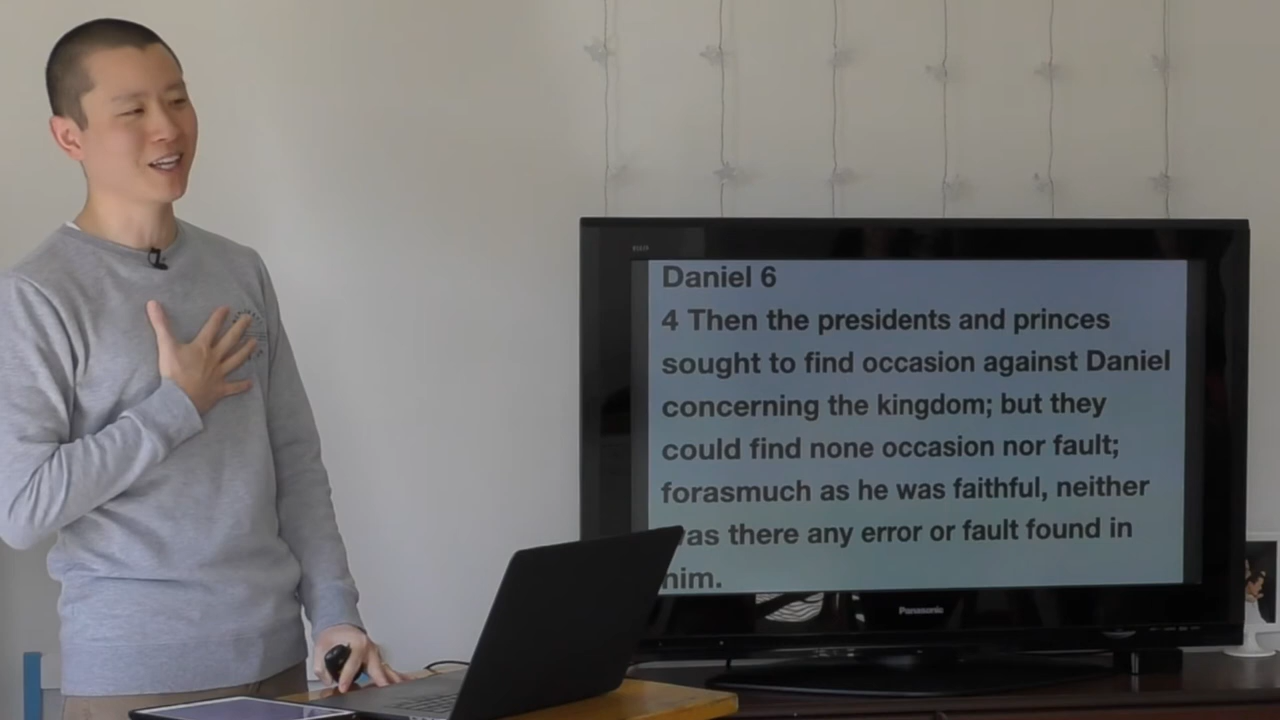 Daniel 6
4 Then the presidents and princes
sought to find occasion against Daniel
concerning the kingdom; but they
could find none occasion nor fault;
forasmuch as he was faithful, neither
was there any error or fault found in
him.
Panasonic